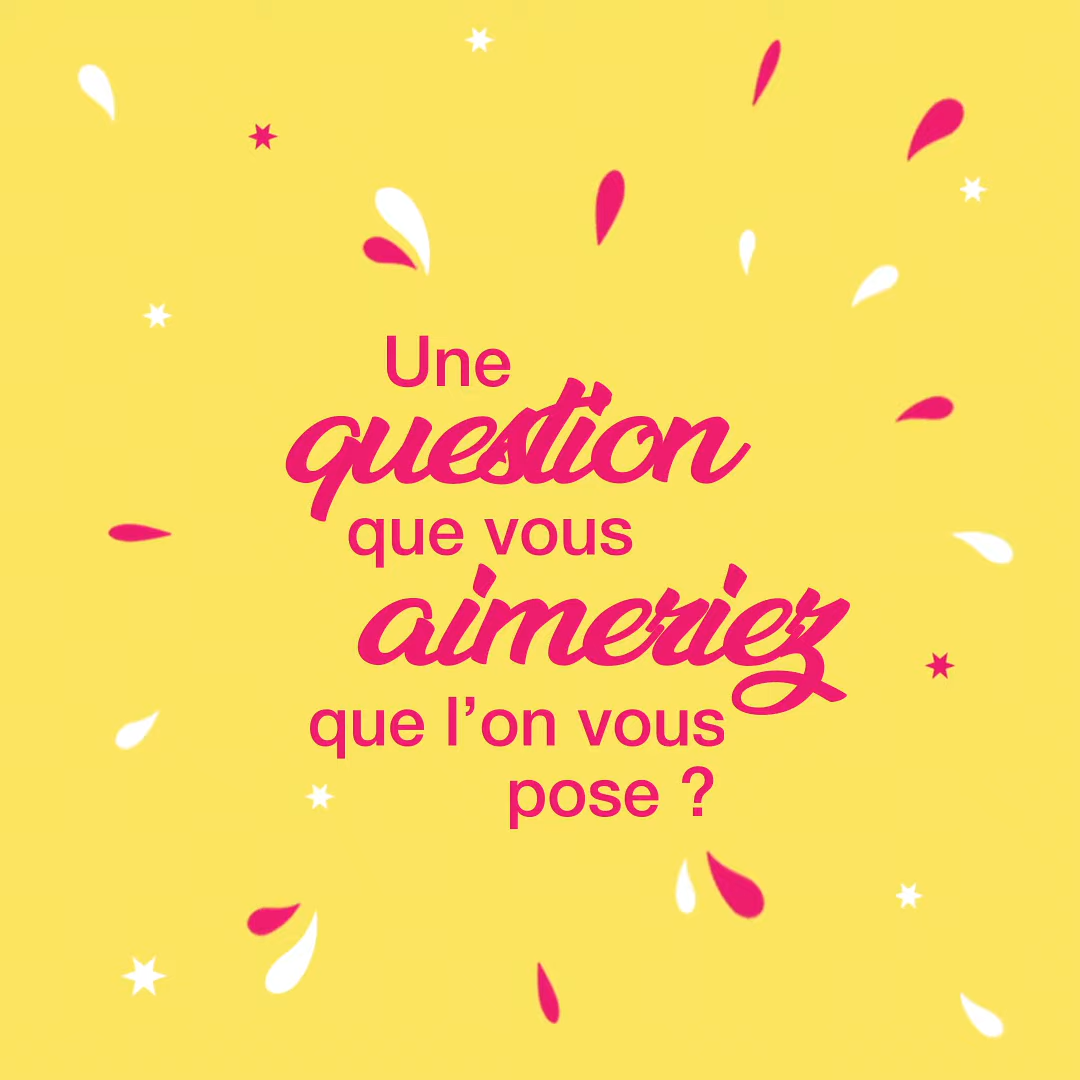 Une
question
que vous
aimeriez
que l’on vous
pose ?